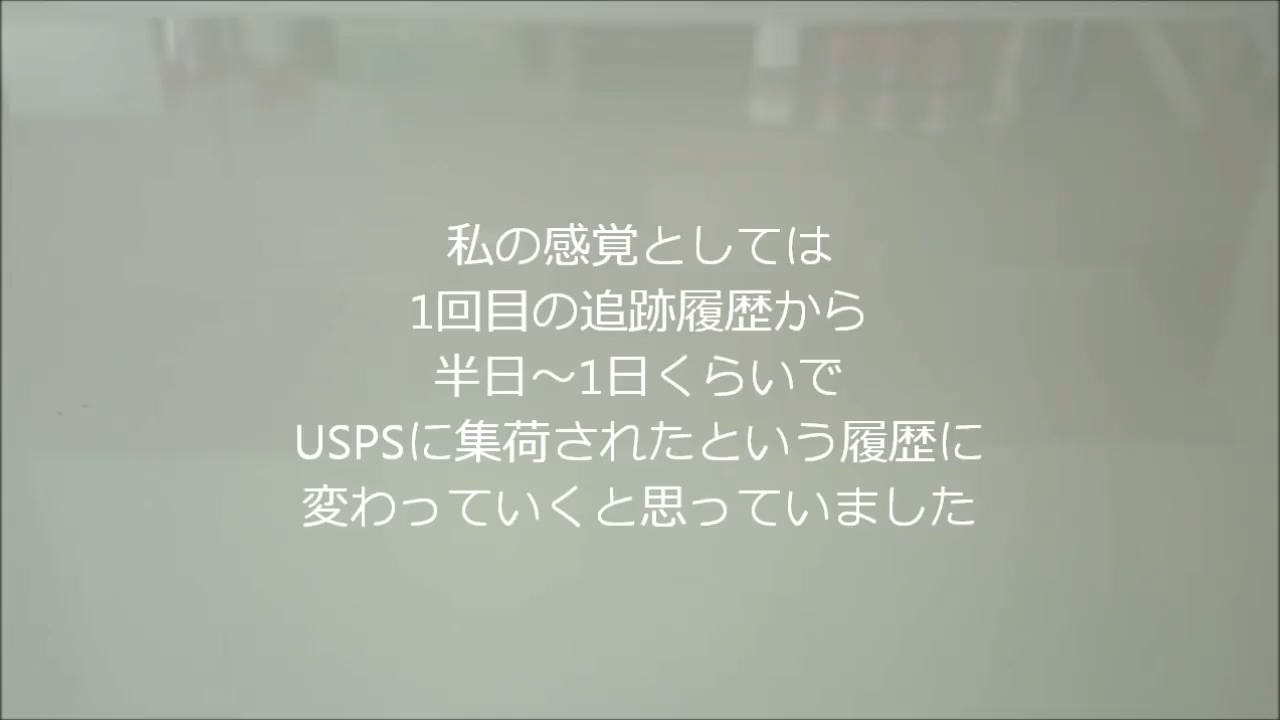 私の感覚としては
1回目の追跡履歴から
半日～1日くらいで
USPSに集荷されたという履歴に
変わっていくと思っていました